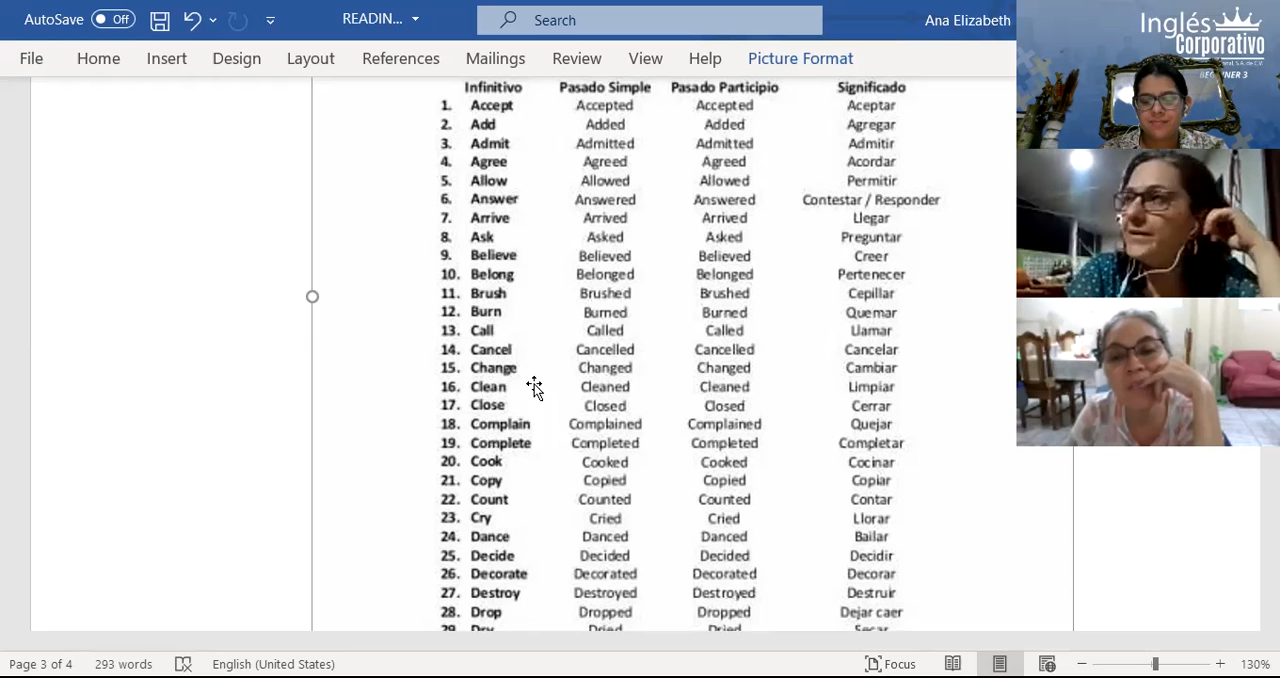 AutoSave Off READIN... Search Ana Elizabeth
File Home Insert Design Layout References Mailings Review View Help Picture Format
Inglés
Corporativo
BEGINNER 3
Infinitivo Pasado Simple Pasado Participio Significado
1. Accept Accepted Accepted Aceptar
2. Add Added Added Agregar
3. Admit Admitted Admitted Admitir
4. Agree Agreed Agreed Acordar
5. Allow Allowed Allowed Permitir
6. Answer Answered Answered Contestar / Responder
7. Arrive Arrived Arrived Llegar
8. Ask Asked Asked Preguntar
9. Believe Believed Believed Creer
10. Belong Belonged Belonged Pertenecer
11. Brush Brushed Brushed Cepillar
12. Burn Burned Burned Quemar
13. Call Called Called Llamar
14. Cancel Cancelled Cancelled Cancelar
15. Change Changed Changed Cambiar
16. Clean Cleaned Cleaned Limpiar
17. Close Closed Closed Cerrar
18. Complain Complained Complained Quejar
19. Complete Completed Completed Completar
20. Cook Cooked Cooked Cocinar
21. Copy Copied Copied Copiar
22. Count Counted Counted Contar
23. Cry Cried Cried Llorar
24. Dance Danced Danced Bailar
25. Decide Decided Decided Decidir
26. Decorate Decorated Decorated Decorar
27. Destroy Destroyed Destroyed Destruir
28. Drop Dropped Dropped Dejar caer
29. Dry Dried Dried Secar
Page 3 of 4 293 words English (United States) Focus 130%